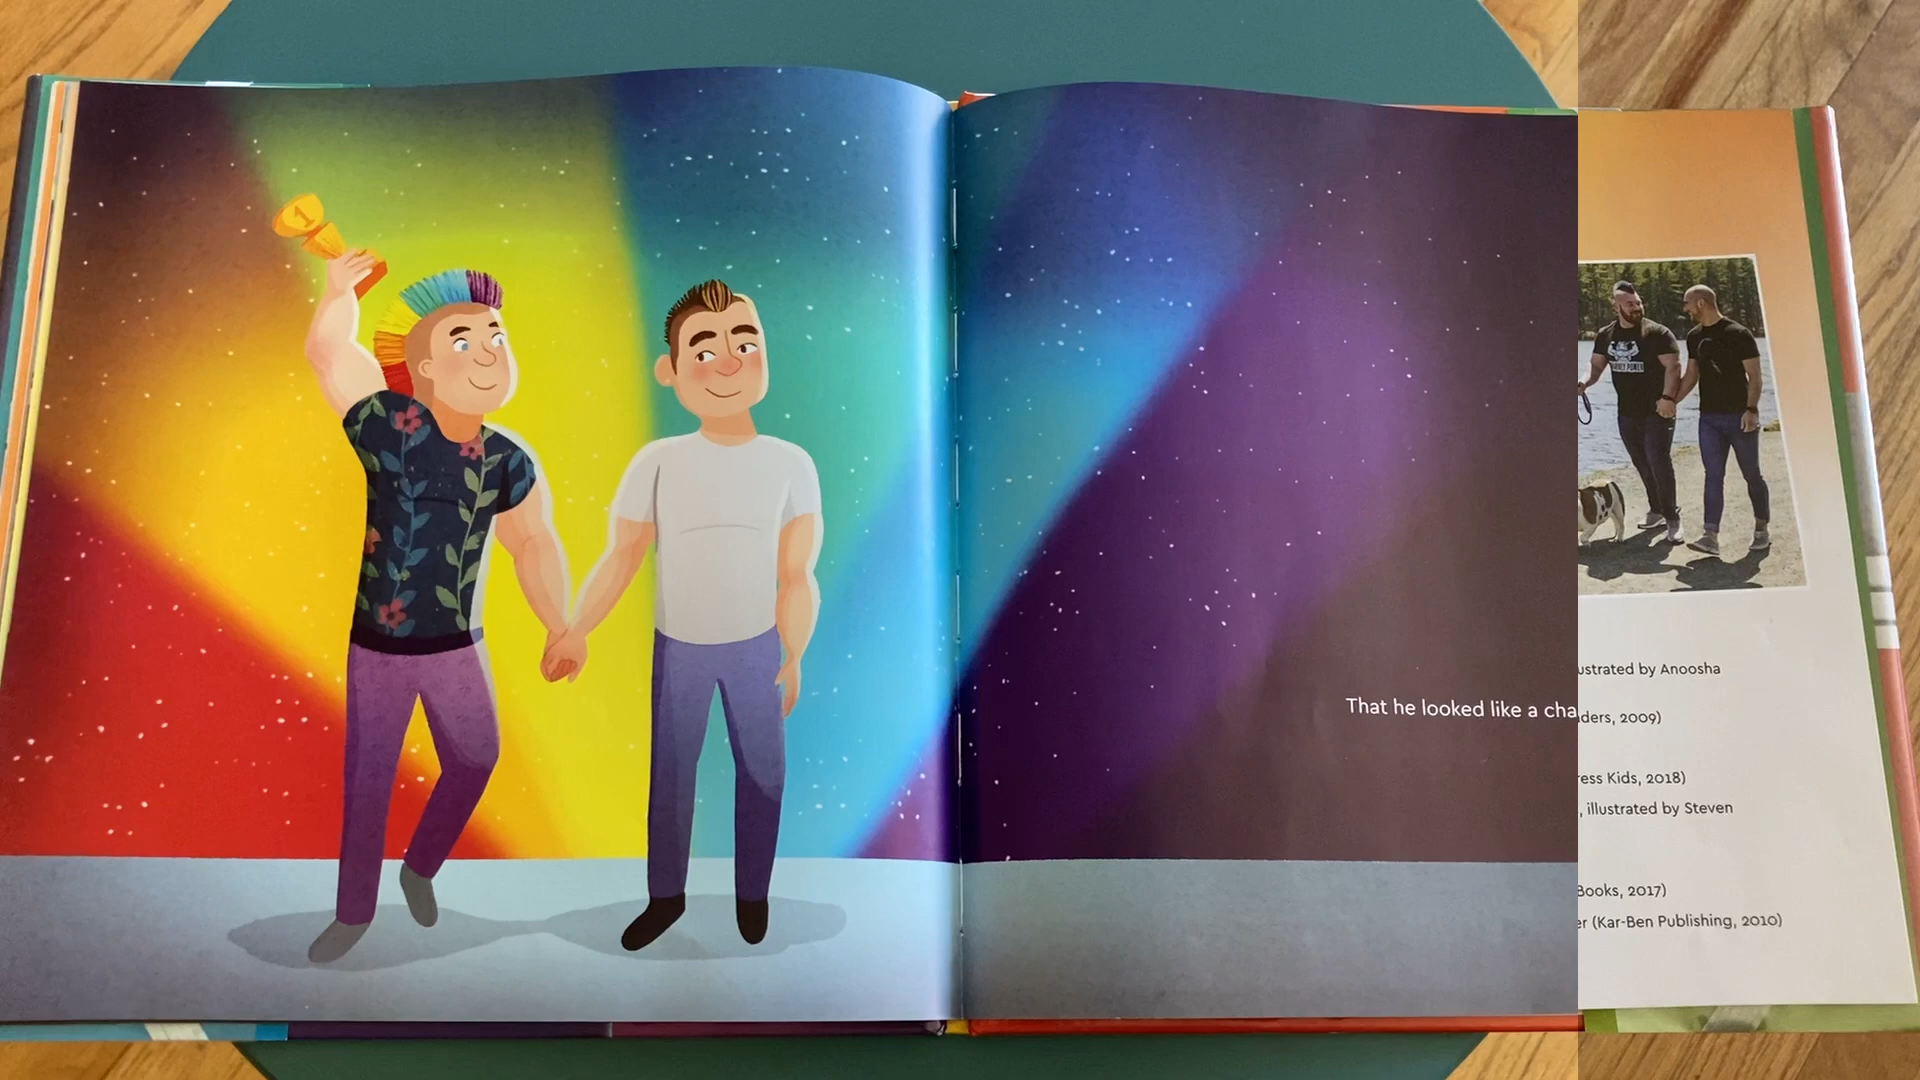 1
That he looked like a cha
ustrated by Anoosha
ders, 2009)
ress Kids, 2018)
, illustrated by Steven
Books, 2017)
er (Kar-Ben Publishing, 2010)